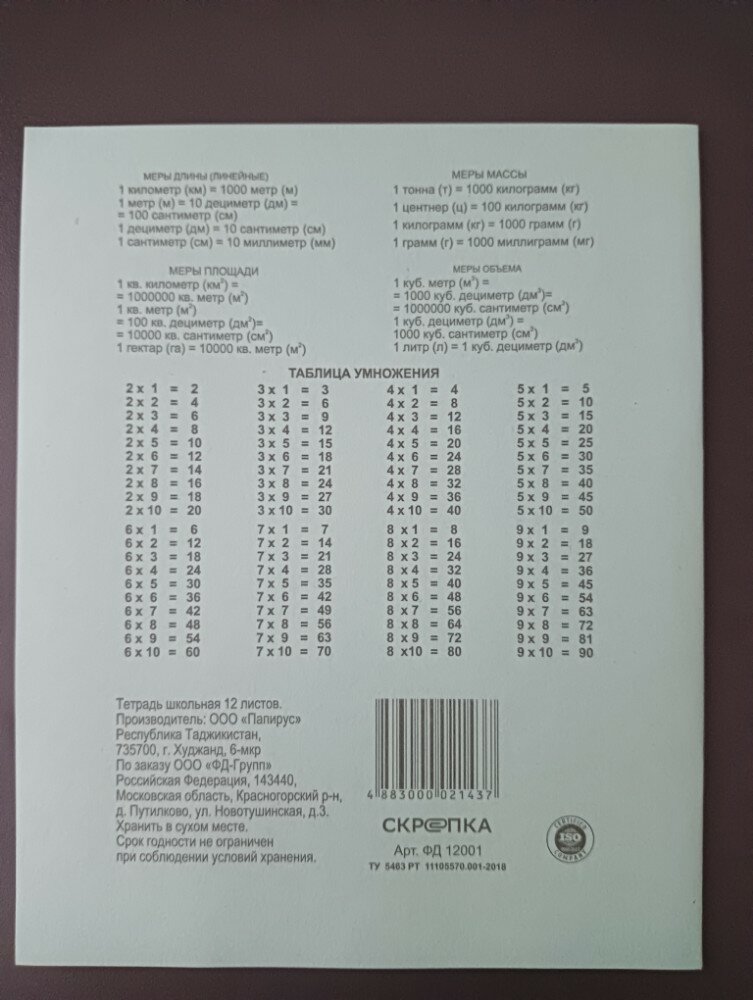 МЕРЫ ДЛИНЫ (ЛИНЕЙНЫЕ)
1 километр (км) = 1000 метр (м)
1 метр (м) = 10 дециметр (дм) =
= 100 сантиметр (см)
1 дециметр (дм) = 10 сантиметр (см)
1 сантиметр (см) = 10 миллиметр (мм)
МЕРЫ МАССЫ
1 тонна (т) = 1000 килограмм (кг)
1 центнер (ц) = 100 килограмм (кг)
1 килограмм (кг) = 1000 грамм (г)
1 грамм (г) = 1000 миллиграмм (мг)
МЕРЫ ПЛОЩАДИ
1 кв. километр (км²) =
= 1000000 кв. метр (м²)
1 кв. метр (м²) =
= 100 кв. дециметр (дм²)=
= 10000 кв. сантиметр (см²)
1 гектар (га) = 10000 кв. метр (м²)
МЕРЫ ОБЪЕМА
1 куб. метр (м³) =
= 1000 куб. дециметр (дм³)=
= 1000000 куб. сантиметр (см³)
1 куб. дециметр (дм³) =
1000 куб. сантиметр (см³)
1 литр (л) = 1 куб. дециметр (дм³)
ТАБЛИЦА УМНОЖЕНИЯ
2 x 1 = 2 3 x 1 = 3 4 x 1 = 4 5 x 1 = 5
2 x 2 = 4 3 x 2 = 6 4 x 2 = 8 5 x 2 = 10
2 x 3 = 6 3 x 3 = 9 4 x 3 = 12 5 x 3 = 15
2 x 4 = 8 3 x 4 = 12 4 x 4 = 16 5 x 4 = 20
2 x 5 = 10 3 x 5 = 15 4 x 5 = 20 5 x 5 = 25
2 x 6 = 12 3 x 6 = 18 4 x 6 = 24 5 x 6 = 30
2 x 7 = 14 3 x 7 = 21 4 x 7 = 28 5 x 7 = 35
2 x 8 = 16 3 x 8 = 24 4 x 8 = 32 5 x 8 = 40
2 x 9 = 18 3 x 9 = 27 4 x 9 = 36 5 x 9 = 45
2 x 10 = 20 3 x 10 = 30 4 x 10 = 40 5 x 10 = 50
6 x 1 = 6 7 x 1 = 7 8 x 1 = 8 9 x 1 = 9
6 x 2 = 12 7 x 2 = 14 8 x 2 = 16 9 x 2 = 18
6 x 3 = 18 7 x 3 = 21 8 x 3 = 24 9 x 3 = 27
6 x 4 = 24 7 x 4 = 28 8 x 4 = 32 9 x 4 = 36
6 x 5 = 30 7 x 5 = 35 8 x 5 = 40 9 x 5 = 45
6 x 6 = 36 7 x 6 = 42 8 x 6 = 48 9 x 6 = 54
6 x 7 = 42 7 x 7 = 49 8 x 7 = 56 9 x 7 = 63
6 x 8 = 48 7 x 8 = 56 8 x 8 = 64 9 x 8 = 72
6 x 9 = 54 7 x 9 = 63 8 x 9 = 72 9 x 9 = 81
6 x 10 = 60 7 x 10 = 70 8 x10 = 80 9 x 10 = 90
Тетрадь школьная 12 листов.
Производитель: ООО «Папирус»
Республика Таджикистан,
735700, г. Худжанд, 6-мкр
По заказу ООО «ФД-Групп»
Российская Федерация, 143440,
Московская область, Красногорский р-н,
д. Путилково, ул. Новотушинская, д.3.
Хранить в сухом месте.
Срок годности не ограничен
при соблюдении условий хранения.
4 883000 021437
СКРЕПКА
Арт. ФД 12001
ТУ 5463 РТ 11105570.001-2018
CERTIFIED
ISO
COMPANY